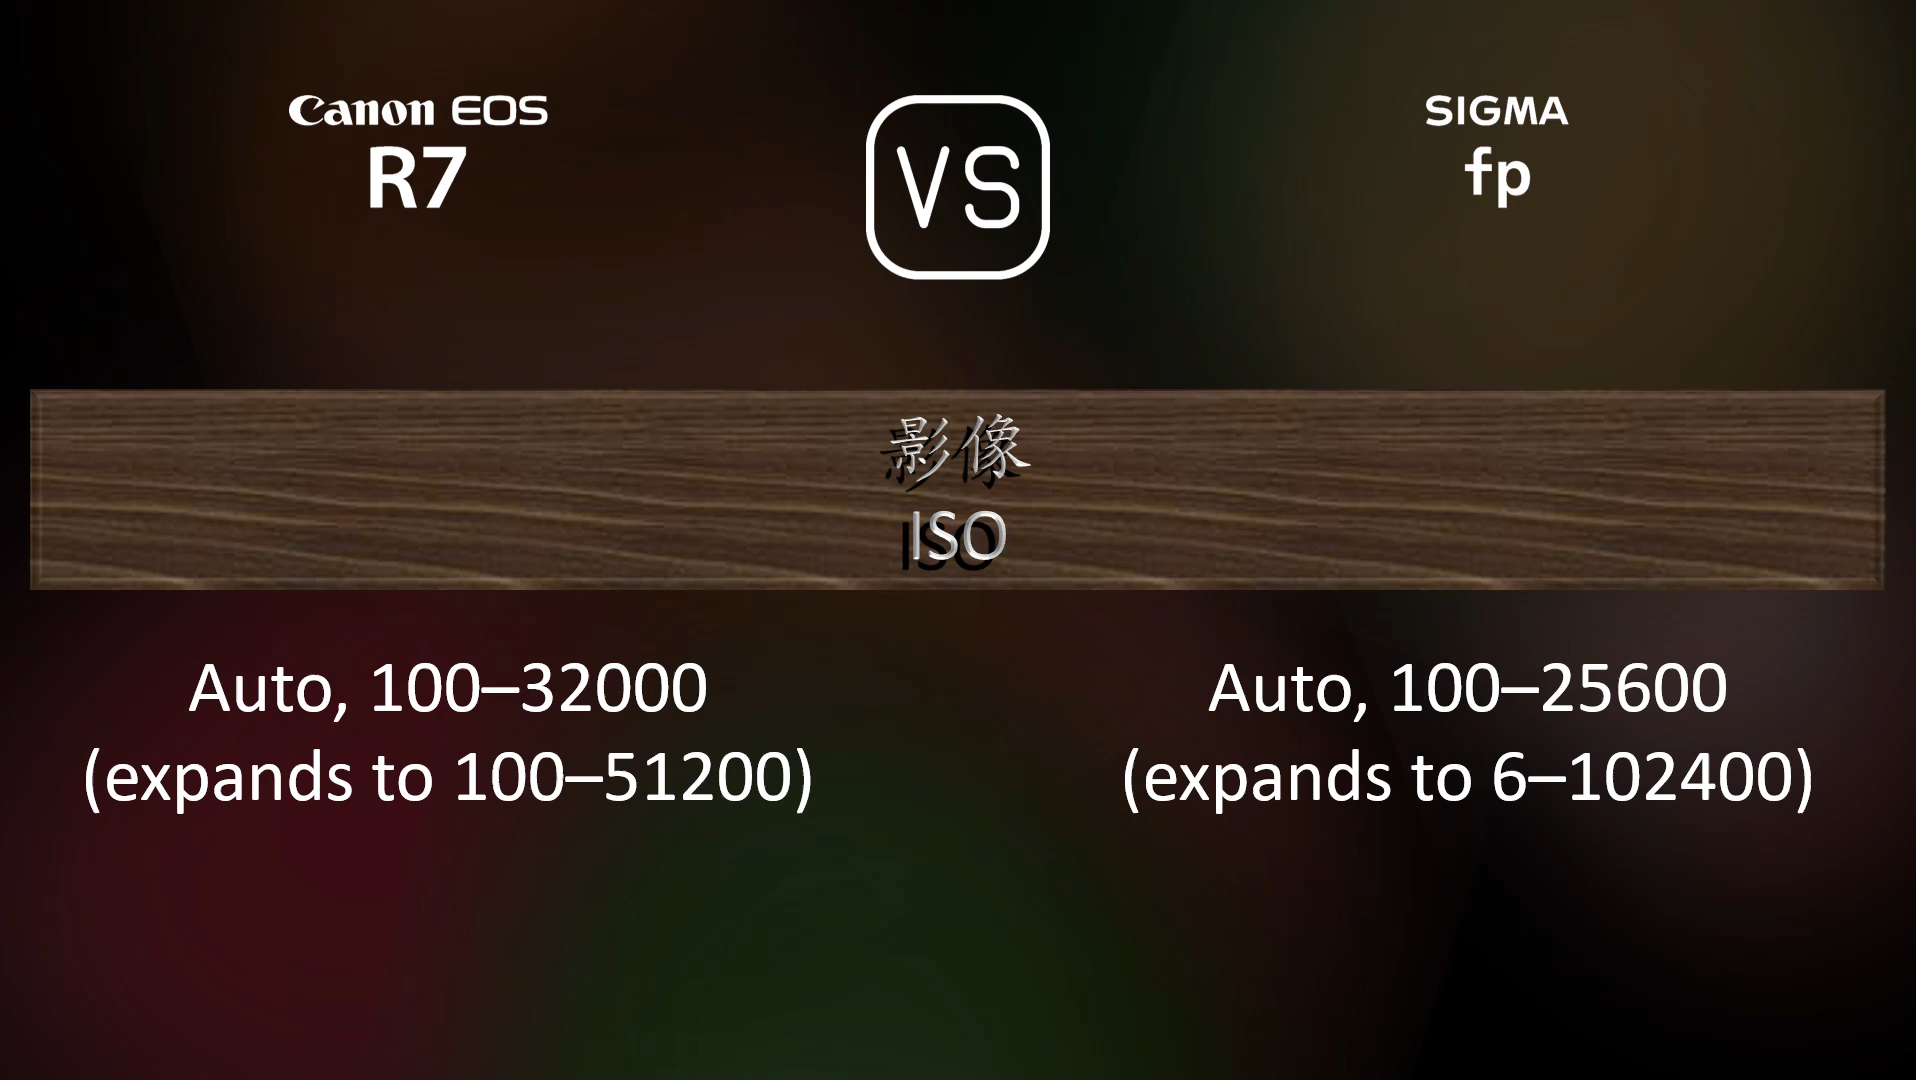 Canon EOS
R7
VS
SIGMA
fp
影像
ISO
Auto, 100–32000
(expands to 100–51200)
Auto, 100–25600
(expands to 6–102400)